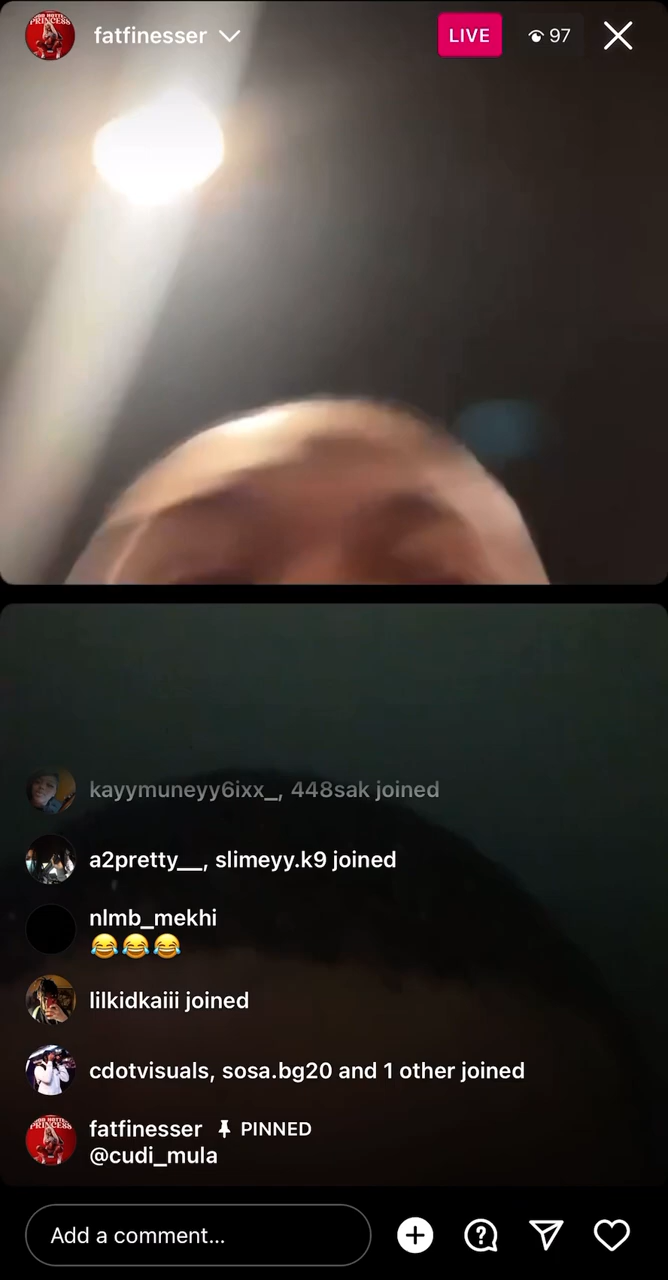 fatfinesser
LIVE
97
kayymuneyy6ixx_, 448sak joined
a2pretty__, slimeyy.k9 joined
nlmb_mekhi
😂😂😂
lilkidkaiii joined
cdotvisuals, sosa.bg20 and 1 other joined
fatfinesser PINNED
@cudi_mula
Add a comment...